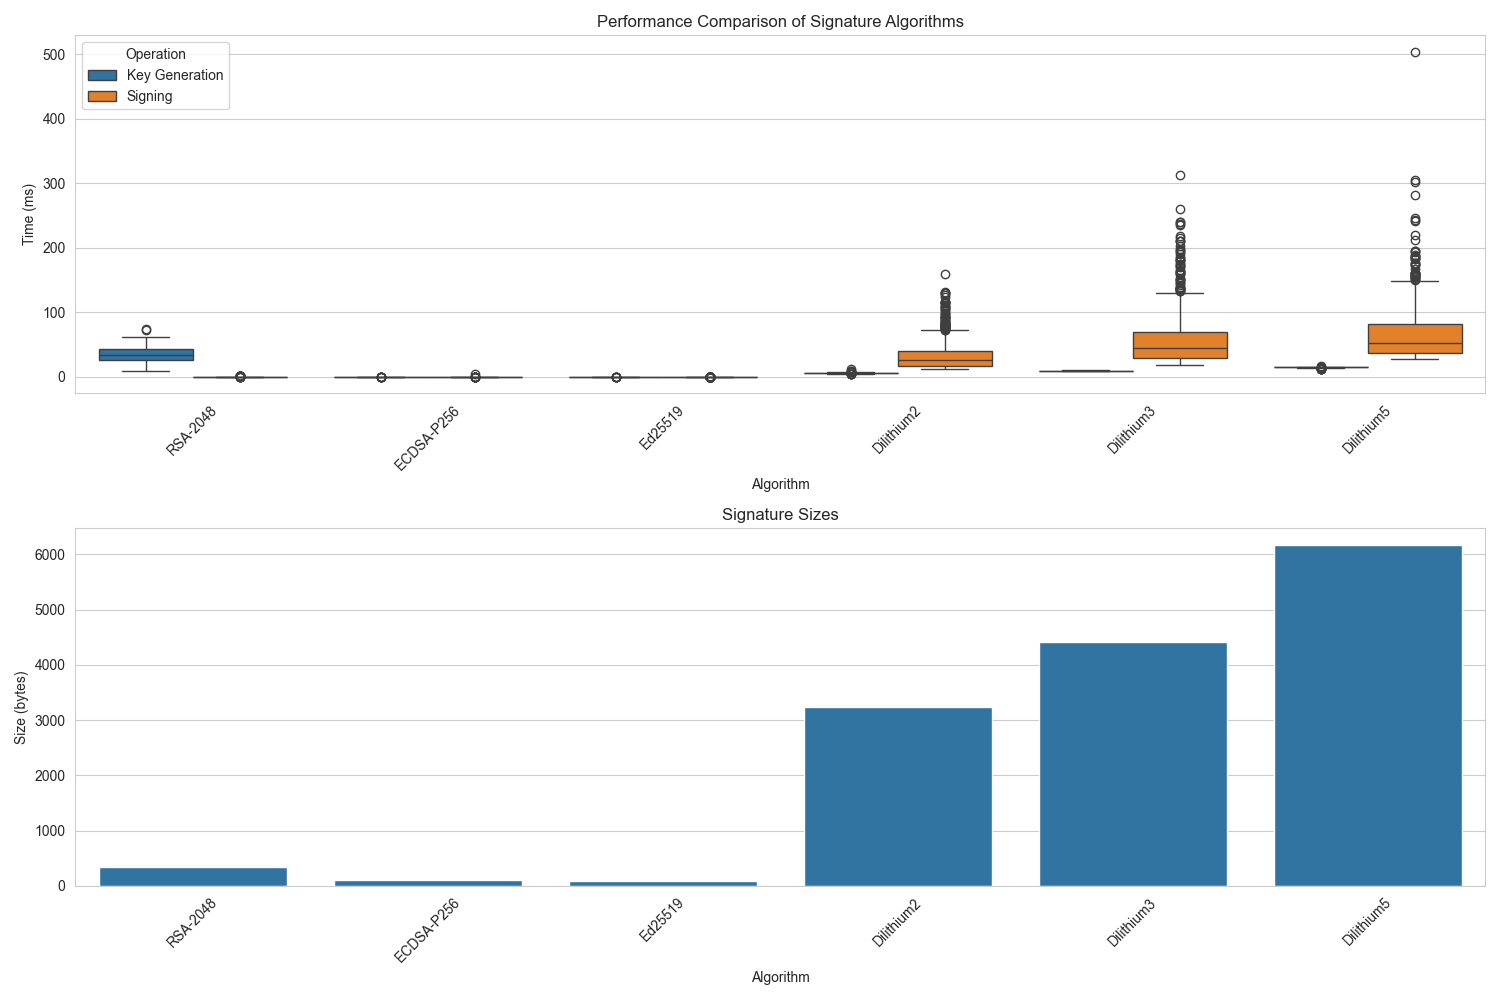 Performance Comparison of Signature Algorithms
Operation
Key Generation
Signing
500
400
300
200
100
0
Time (ms)
RSA-2048
ECDSA-P256
Ed25519
Dilithium2
Dilithium3
Dilithium5
Algorithm
Signature Sizes
6000
5000
4000
3000
2000
1000
0
Size (bytes)
RSA-2048
ECDSA-P256
Ed25519
Dilithium2
Dilithium3
Dilithium5
Algorithm